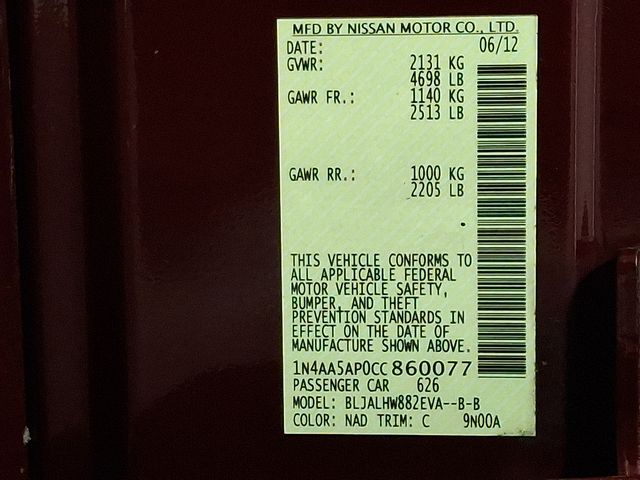 MFD BY NISSAN MOTOR CO., LTD.
DATE: 06/12
GVWR: 2131 KG
4698 LB
GAWR FR.: 1140 KG
2513 LB
GAWR RR.: 1000 KG
2205 LB
THIS VEHICLE CONFORMS TO
ALL APPLICABLE FEDERAL
MOTOR VEHICLE SAFETY,
BUMPER, AND THEFT
PREVENTION STANDARDS IN
EFFECT ON THE DATE OF
MANUFACTURE SHOWN ABOVE.
1N4AA5AP0CC860077
PASSENGER CAR 626
MODEL: BLJALHW882EVA--B-B
COLOR: NAD TRIM: C 9N00A